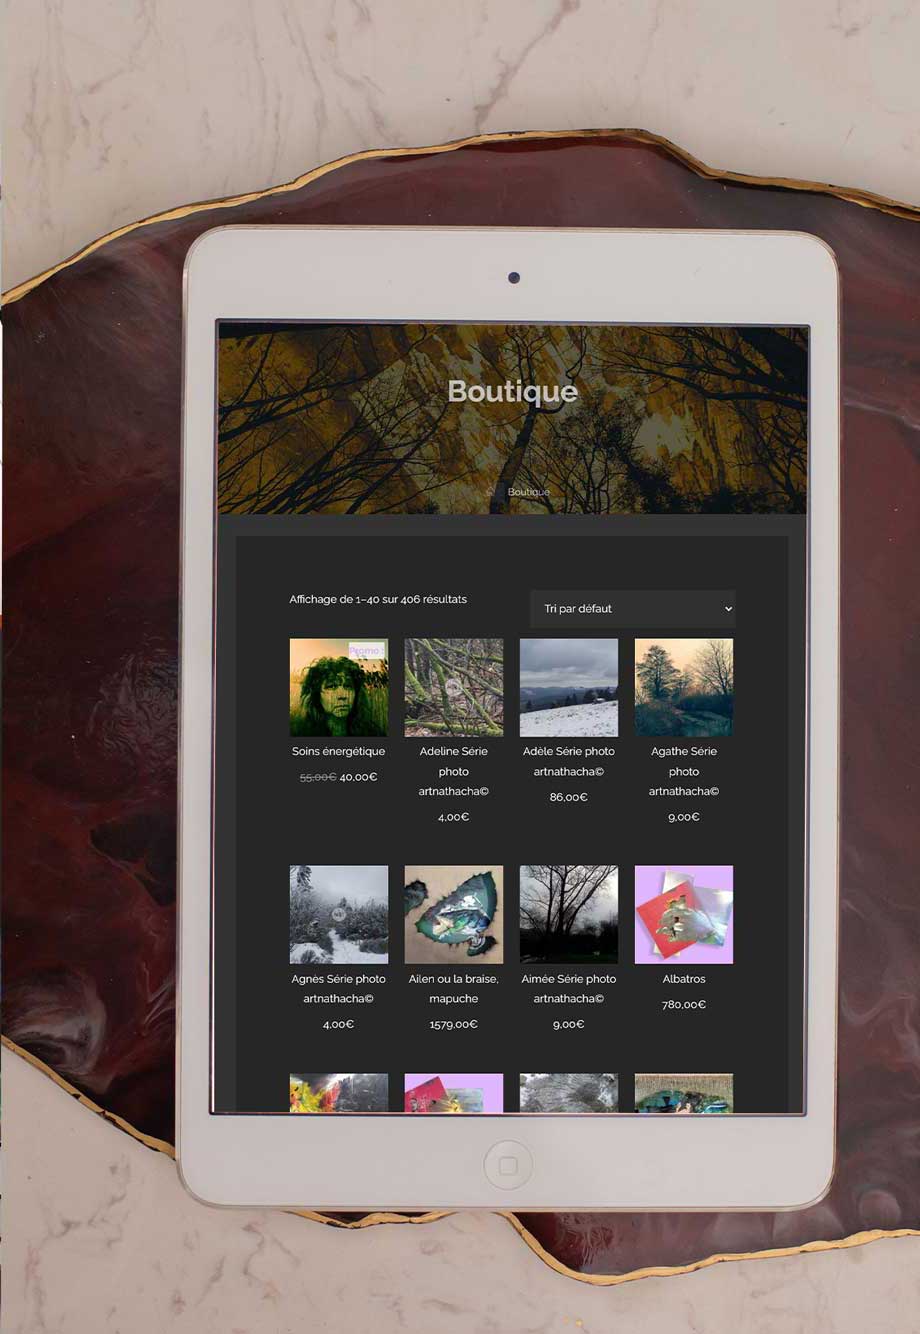 Boutique
Boutique
Affichage de 1–40 sur 406 résultats
Tri par défaut
Promo !
Soins énergétique
55,00€ 40,00€
Adeline Série
photo
artnathacha©
4,00€
Adèle Série photo
artnathacha©
86,00€
Agathe Série
photo
artnathacha©
9,00€
Agnès Série photo
artnathacha©
4,00€
Ailen ou la braise,
mapuche
1579,00€
Aimée Série photo
artnathacha©
9,00€
Albatros
780,00€